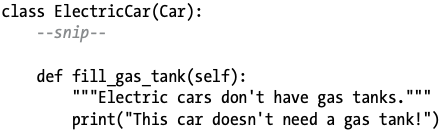 class ElectricCar(Car):
    --snip--

    def fill_gas_tank(self):
        """Electric cars don't have gas tanks."""
        print("This car doesn't need a gas tank!")